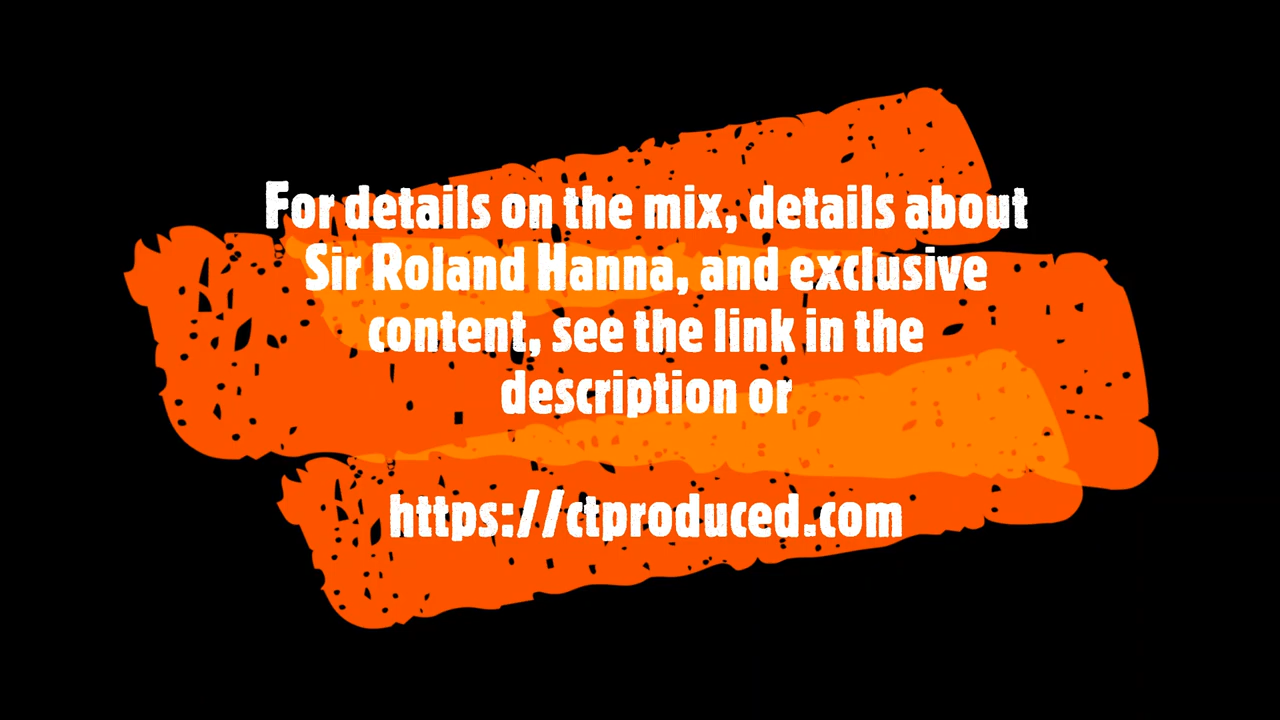 For details on the mix, details about
Sir Roland Hanna, and exclusive
content, see the link in the
description or
https://ctproduced.com